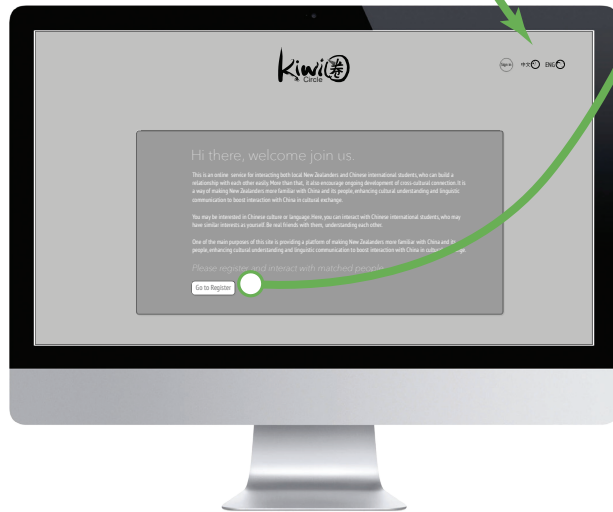 kiwi圈
Circle
Sign in 中文 ENG
Hi there, welcome join us.
This is an online service for interacting both local New Zealanders and Chinese international students, who can build a
relationship with each other easily. More than that, it also encourage ongoing development of cross-cultural connection. It is
a way of making New Zealanders more familiar with China and its people, enhancing cultural understanding and linguistic
communication to boost interaction with China in cultural exchange.
You may be interested in Chinese culture or language. Here, you can interact with Chinese international students, who may
have similar interests as yourself. Be real friends with them, understanding each other.
One of the main purposes of this site is providing a platform of making New Zealanders more familiar with China and its
people, enhancing cultural understanding and linguistic communication to boost interaction with China in cultural
Please register and interact with matched people
Go to Register